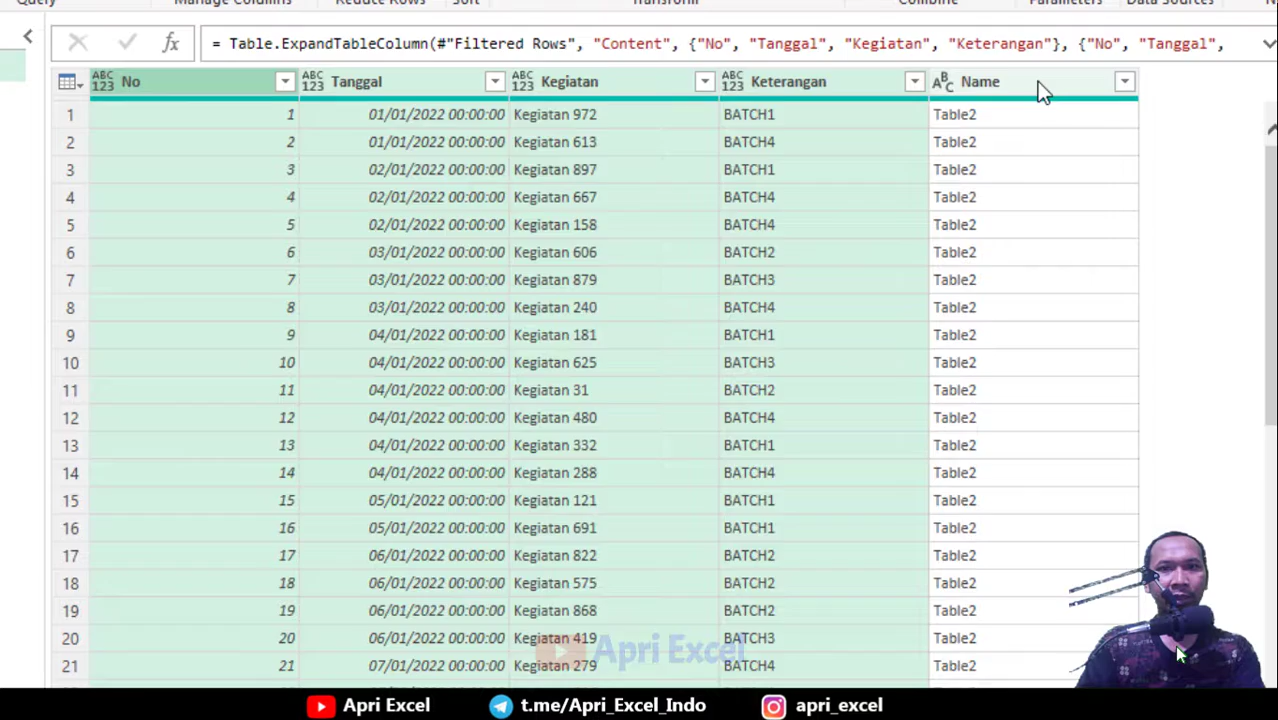 Query Manage Columns Reduce Rows Sort Transform Combine Parameters Data Sources
= Table.ExpandTableColumn(#"Filtered Rows", "Content", {"No", "Tanggal", "Kegiatan", "Keterangan"}, {"No", "Tanggal",
ABC 123 No ABC 123 Tanggal ABC 123 Kegiatan ABC 123 Keterangan ABC Name
1 1 01/01/2022 00:00:00 Kegiatan 972 BATCH1 Table2
2 2 01/01/2022 00:00:00 Kegiatan 613 BATCH4 Table2
3 3 02/01/2022 00:00:00 Kegiatan 897 BATCH1 Table2
4 4 02/01/2022 00:00:00 Kegiatan 667 BATCH4 Table2
5 5 02/01/2022 00:00:00 Kegiatan 158 BATCH4 Table2
6 6 03/01/2022 00:00:00 Kegiatan 606 BATCH2 Table2
7 7 03/01/2022 00:00:00 Kegiatan 879 BATCH3 Table2
8 8 03/01/2022 00:00:00 Kegiatan 240 BATCH4 Table2
9 9 04/01/2022 00:00:00 Kegiatan 181 BATCH1 Table2
10 10 04/01/2022 00:00:00 Kegiatan 625 BATCH3 Table2
11 11 04/01/2022 00:00:00 Kegiatan 31 BATCH2 Table2
12 12 04/01/2022 00:00:00 Kegiatan 480 BATCH4 Table2
13 13 04/01/2022 00:00:00 Kegiatan 332 BATCH1 Table2
14 14 04/01/2022 00:00:00 Kegiatan 288 BATCH4 Table2
15 15 05/01/2022 00:00:00 Kegiatan 121 BATCH1 Table2
16 16 05/01/2022 00:00:00 Kegiatan 691 BATCH1 Table2
17 17 06/01/2022 00:00:00 Kegiatan 822 BATCH2 Table2
18 18 06/01/2022 00:00:00 Kegiatan 575 BATCH2 Table2
19 19 06/01/2022 00:00:00 Kegiatan 868 BATCH2 Table2
20 20 06/01/2022 00:00:00 Kegiatan 419 BATCH3 Table2
Apri Excel
21 21 07/01/2022 00:00:00 Kegiatan 279 BATCH4 Table2
Apri Excel t.me/Apri_Excel_Indo apri_excel